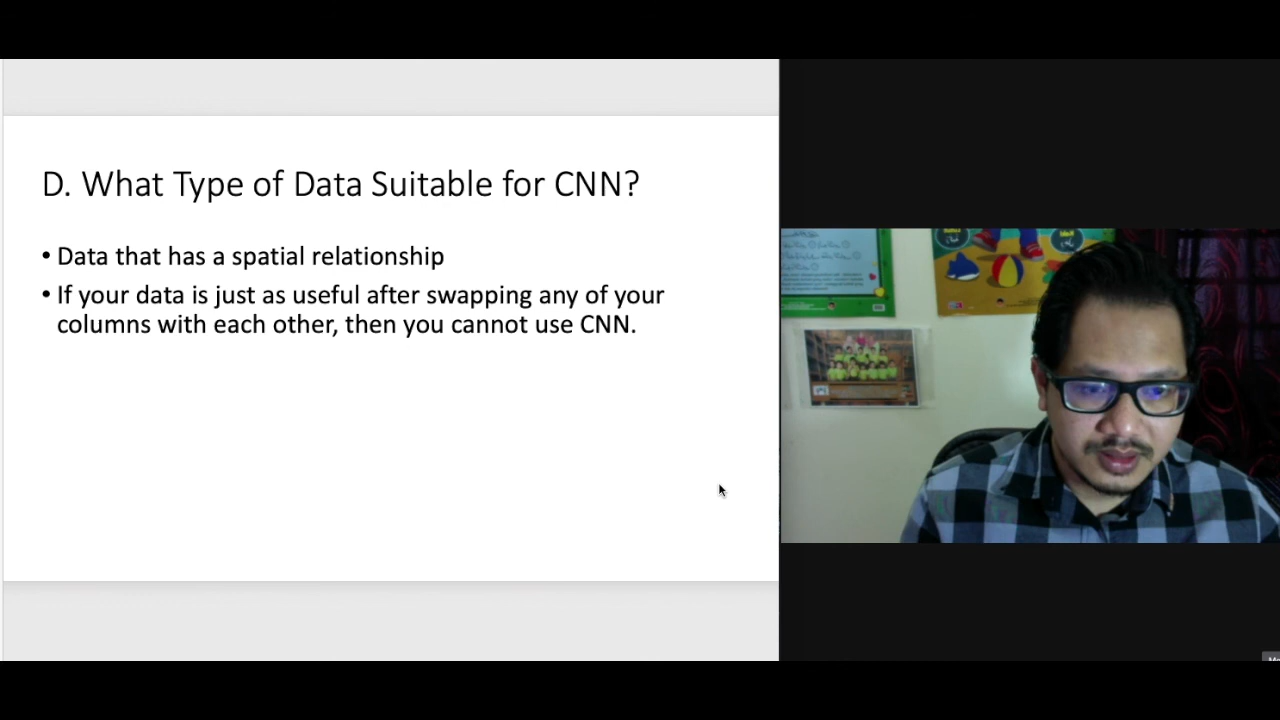 D. What Type of Data Suitable for CNN?
• Data that has a spatial relationship
• If your data is just as useful after swapping any of your
columns with each other, then you cannot use CNN.